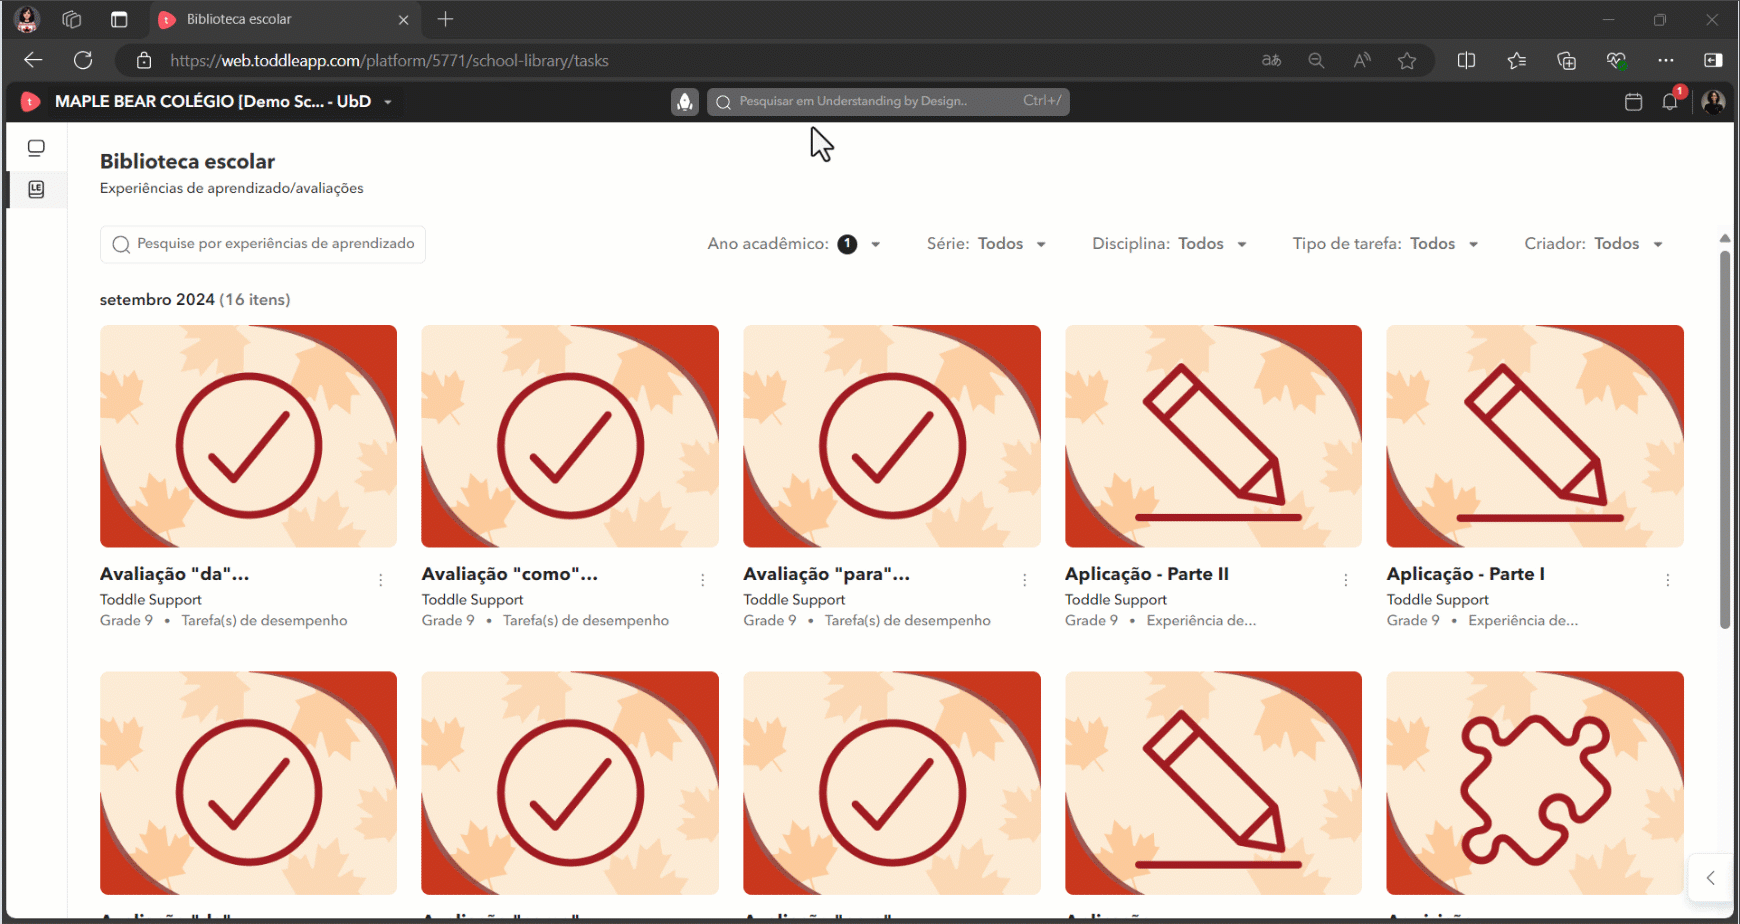 Biblioteca escolar
https://web.toddleapp.com/platform/5771/school-library/tasks
MAPLE BEAR COLÉGIO [Demo Sc... - UbD
Pesquisar em Understanding by Design.. Ctrl+/
1
LE
Biblioteca escolar
Experiências de aprendizado/avaliações
Pesquise por experiências de aprendizado
Ano acadêmico: 1 Série: Todos Disciplina: Todos Tipo de tarefa: Todos Criador: Todos
setembro 2024 (16 itens)
Avaliação "da"...
Toddle Support
Grade 9 • Tarefa(s) de desempenho
Avaliação "como"...
Toddle Support
Grade 9 • Tarefa(s) de desempenho
Avaliação "para"...
Toddle Support
Grade 9 • Tarefa(s) de desempenho
Aplicação - Parte II
Toddle Support
Grade 9 • Experiência de...
Aplicação - Parte I
Toddle Support
Grade 9 • Experiência de...